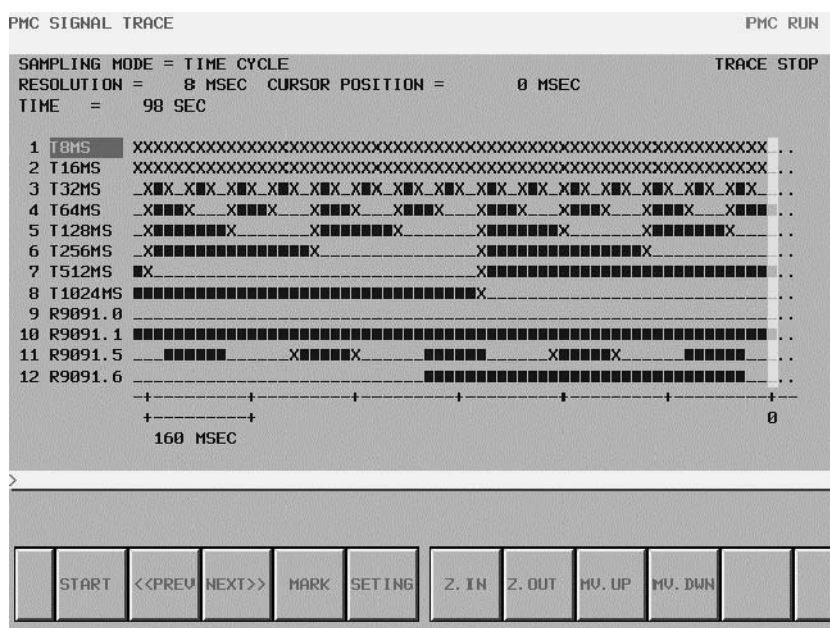 PMC SIGNAL TRACE PMC RUN
SAMPLING MODE = TIME CYCLE TRACE STOP
RESOLUTION = 8 MSEC CURSOR POSITION = 0 MSEC
TIME = 98 SEC
1 T8MS
2 T16MS
3 T32MS
4 T64MS
5 T128MS
6 T256MS
7 T512MS
8 T1024MS
9 R9091.0
10 R9091.1
11 R9091.5
12 R9091.6
0
160 MSEC
>
START <<PREV NEXT>> MARK SETING Z.IN Z.OUT MV.UP MV.DWN